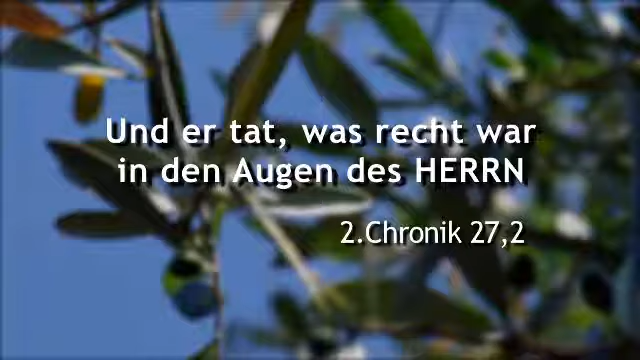 Und er tat, was recht war
in den Augen des HERRN
2.Chronik 27,2